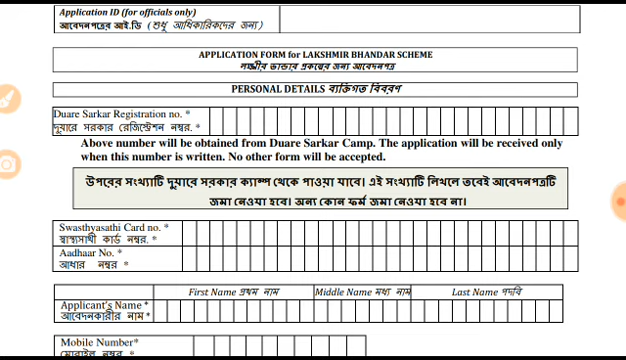 Application ID (for officials only)
আবেদনপত্রের আই.ডি (শুধু আধিকারিকদের জন্য)
APPLICATION FORM for LAKSHMIR BHANDAR SCHEME
লক্ষ্মীর ভান্ডার প্রকল্পের জন্য আবেদনপত্র
PERSONAL DETAILS ব্যক্তিগত বিবরণ
Duare Sarkar Registration no. *
দুয়ারে সরকার রেজিস্ট্রেশন নম্বর. *
Above number will be obtained from Duare Sarkar Camp. The application will be received only
when this number is written. No other form will be accepted.
উপরের সংখ্যাটি দুয়ারে সরকার ক্যাম্প থেকে পাওয়া যাবে। এই সংখ্যাটি লিখলে তবেই আবেদনপত্রটি
জমা নেওয়া হবে। অন্য কোন ফর্ম জমা নেওয়া হবে না।
Swasthyasathi Card no. *
স্বাস্থ্যসাথী কার্ড নম্বর. *
Aadhaar No. *
আধার নম্বর *
First Name প্রথম নাম Middle Name মধ্য নাম Last Name পদবি
Applicant's Name *
আবেদনকারীর নাম *
Mobile Number*
মোবাইল নম্বর *